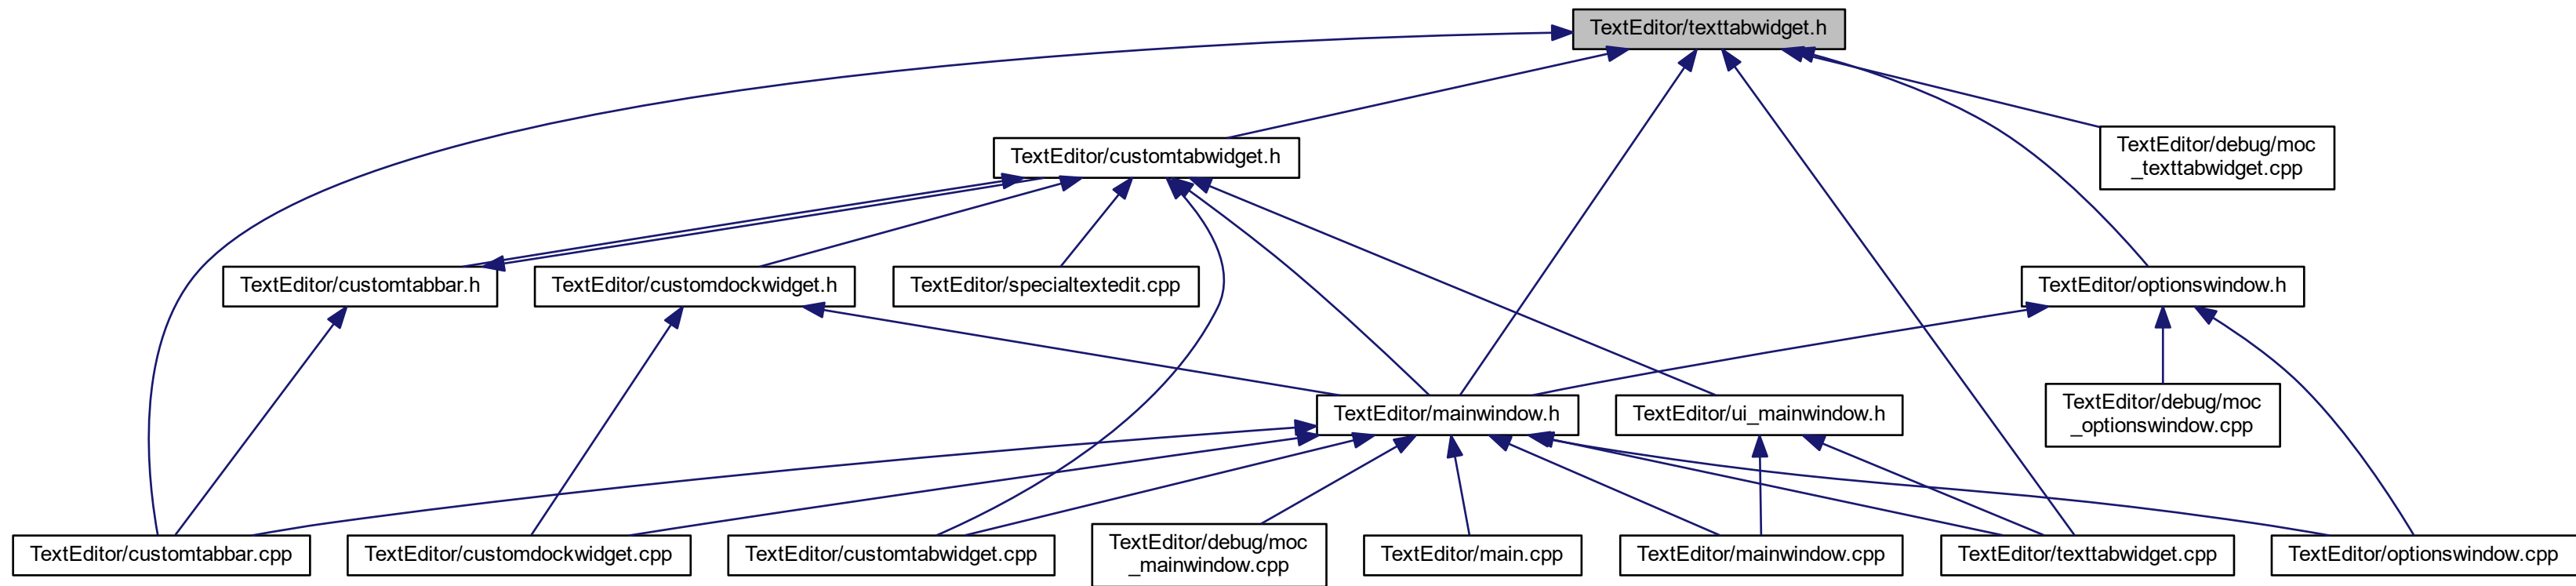 TextEditor/texttabwidget.h
TextEditor/customtabwidget.h
TextEditor/debug/moc
_texttabwidget.cpp
TextEditor/customtabbar.h
TextEditor/customdockwidget.h
TextEditor/specialtextedit.cpp
TextEditor/optionswindow.h
TextEditor/mainwindow.h
TextEditor/ui_mainwindow.h
TextEditor/debug/moc
_optionswindow.cpp
TextEditor/customtabbar.cpp
TextEditor/customdockwidget.cpp
TextEditor/customtabwidget.cpp
TextEditor/debug/moc
_mainwindow.cpp
TextEditor/main.cpp
TextEditor/mainwindow.cpp
TextEditor/texttabwidget.cpp
TextEditor/optionswindow.cpp